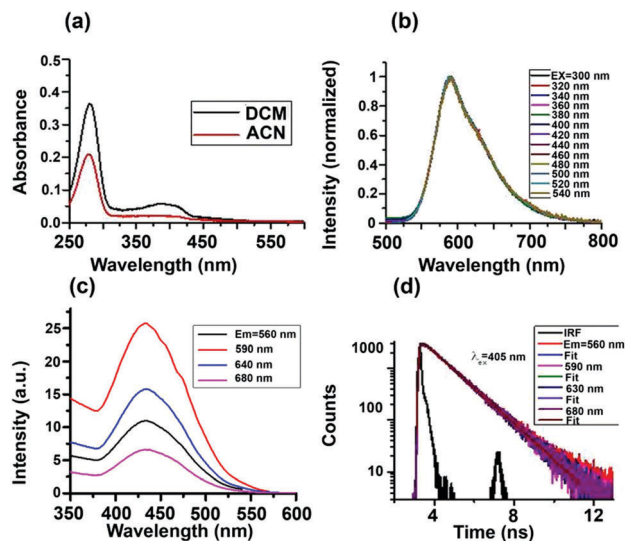 (a)
0.5
0.4
0.3
0.2
0.1
0.0
Absorbance
DCM
ACN
250 350 450 550
Wavelength (nm)
(b)
1
0.8
0.6
0.4
0.2
0
Intensity (normalized)
EX=300 nm
320 nm
340 nm
360 nm
380 nm
400 nm
420 nm
440 nm
460 nm
480 nm
500 nm
520 nm
540 nm
500 600 700 800
Wavelength (nm)
(c)
25
20
15
10
5
0
Intensity (a.u.)
Em=560 nm
590 nm
640 nm
680 nm
350 400 450 500 550 600
Wavelength (nm)
(d)
1000
100
10
Counts
λex=405 nm
IRF
Em=560 nm
Fit
590 nm
Fit
630 nm
Fit
680 nm
Fit
4 8 12
Time (ns)